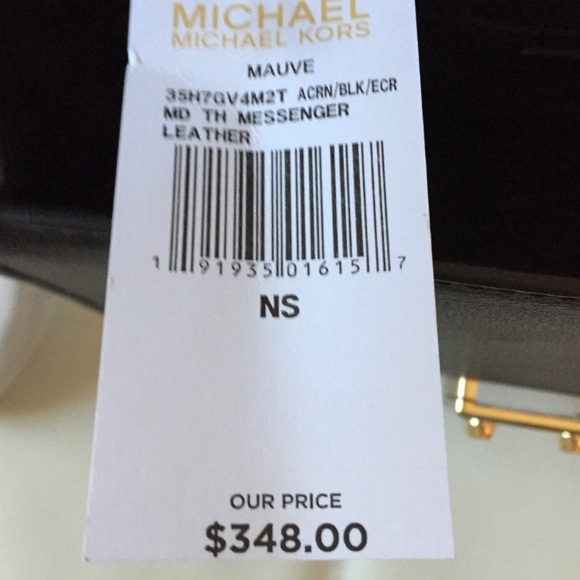 MICHAEL
MICHAEL KORS
MAUVE
35H7GV4M2T ACRN/BLK/ECR
MD TH MESSENGER
LEATHER
1 91935 01615 7
NS
OUR PRICE
$348.00